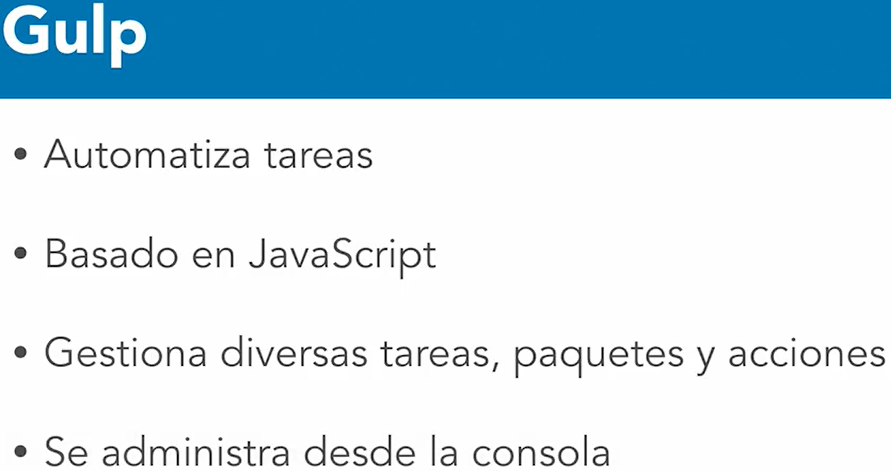 Gulp
• Automatiza tareas
• Basado en JavaScript
• Gestiona diversas tareas, paquetes y acciones
• Se administra desde la consola